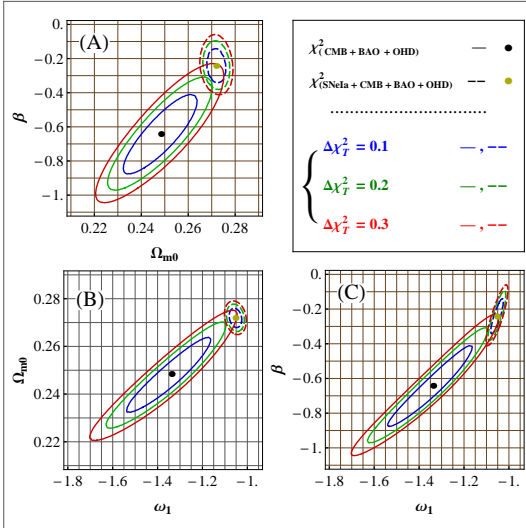 (A)
0.
−0.2
−0.4
−0.6
−0.8
−1.
β
0.22 0.24 0.26 0.28
Ωm0
χ²(CMB + BAO + OHD) — ●
χ²(SNeIa + CMB + BAO + OHD) −− ●
Δχ²T = 0.1 — , −−
Δχ²T = 0.2 — , −−
Δχ²T = 0.3 — , −−
(B)
0.28
0.26
0.24
0.22
Ωm0
−1.8 −1.6 −1.4 −1.2 −1.
ω1
(C)
0.
−0.2
−0.4
−0.6
−0.8
−1.
β
−1.8 −1.6 −1.4 −1.2 −1.
ω1